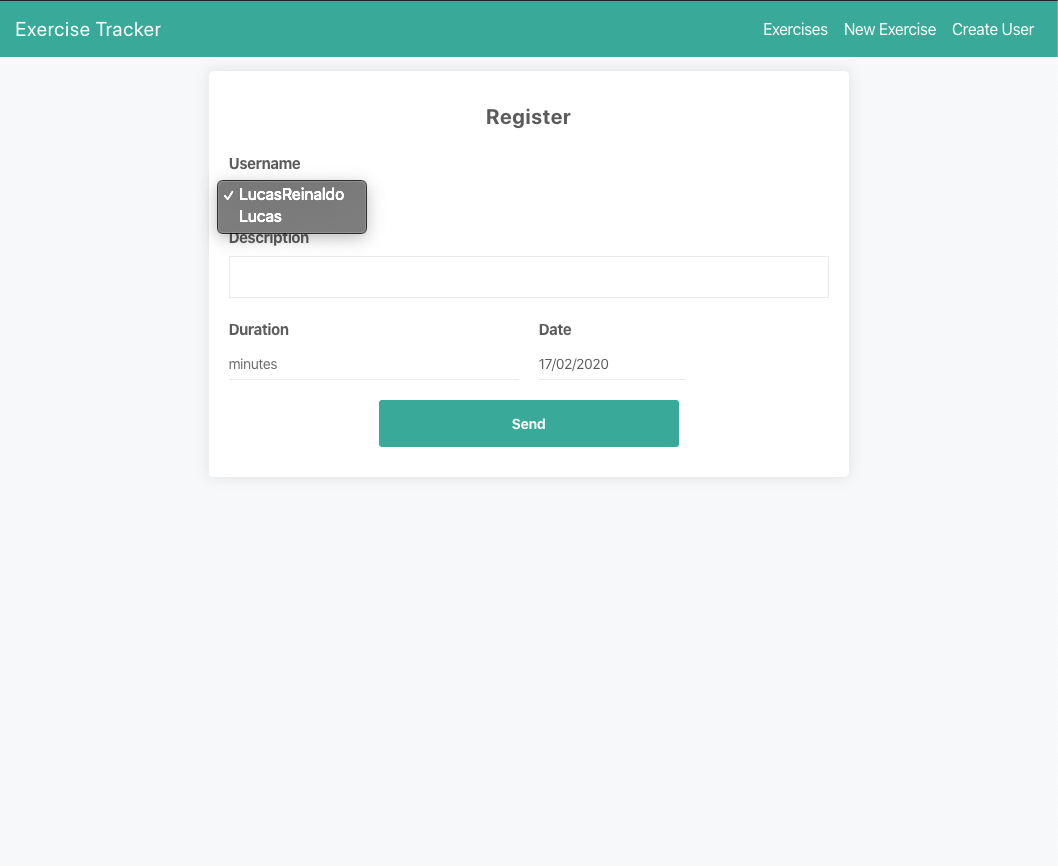 Exercise Tracker
Exercises New Exercise Create User
Register
Username
✓ LucasReinaldo
Lucas
Description
Duration
Date
minutes
17/02/2020
Send